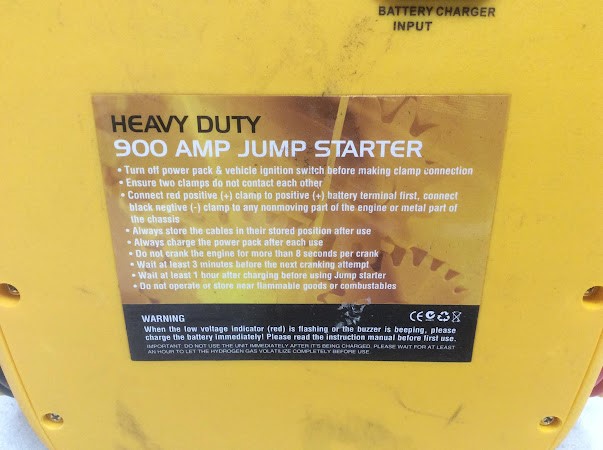 BATTERY CHARGER
INPUT
HEAVY DUTY
900 AMP JUMP STARTER
• Turn off power pack & vehicle ignition switch before making clamp connection
• Ensure two clamps do not contact each other
• Connect red positive (+) clamp to positive (+) battery terminal first, connect
black negtive (-) clamp to any nonmoving part of the engine or metal part of
the chassis
• Always store the cables in their stored position after use
• Always charge the power pack after each use
• Do not crank the engine for more than 8 seconds per crank
• Wait at least 3 minutes before the next cranking attempt
• Wait at least 1 hour after charging before using Jump starter
• Do not operate or store near flammable goods or combustables
WARNING
When the low voltage indicator (red) is flashing or the buzzer is beeping, please
charge the battery immediately! Please read the instruction manual before first use.
IMPORTANT: DO NOT USE THE UNIT IMMEDIATELY AFTER IT'S BEING CHARGED, PLEASE WAIT FOR AT LEAST
AN HOUR TO LET THE HYDROGEN GAS VOLATILIZE COMPLETELY BEFORE USE.